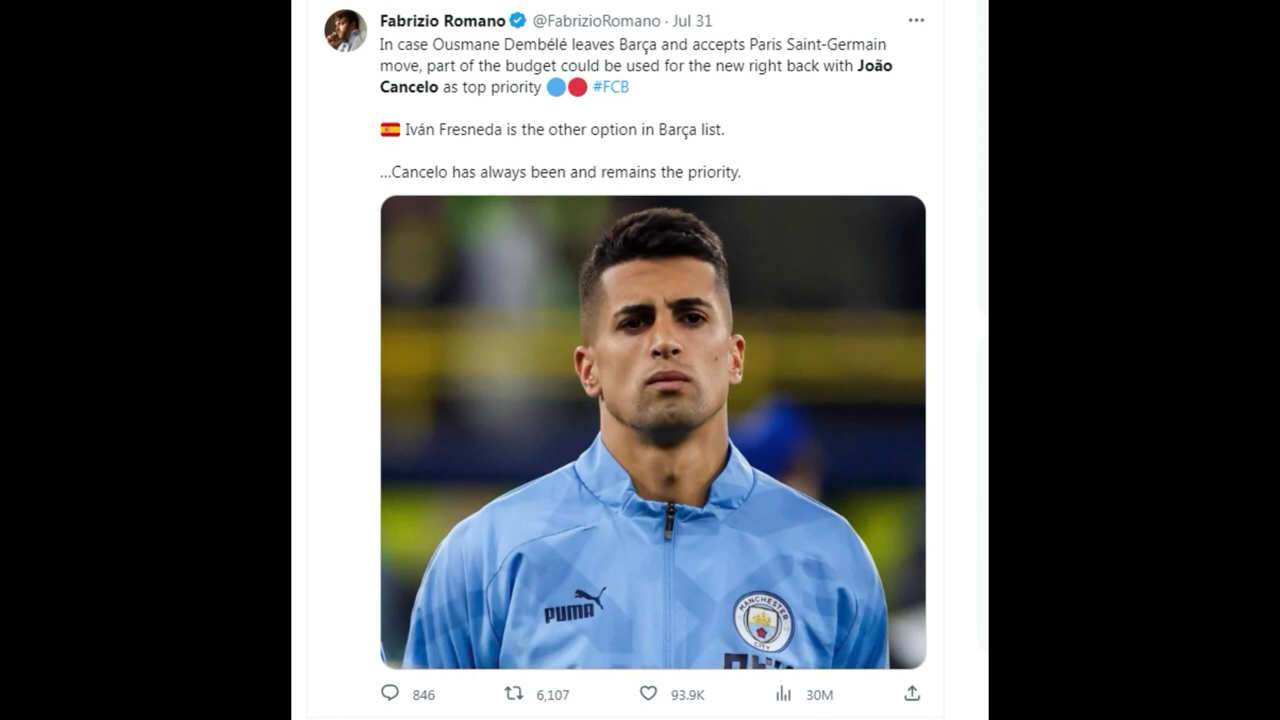 Fabrizio Romano @FabrizioRomano · Jul 31
In case Ousmane Dembélé leaves Barça and accepts Paris Saint-Germain
move, part of the budget could be used for the new right back with João
Cancelo as top priority 🔵🔴 #FCB
🇪🇸 Iván Fresneda is the other option in Barça list.
...Cancelo has always been and remains the priority.
PUMA
MANCHESTER
CITY
846 6,107 93.9K 30M